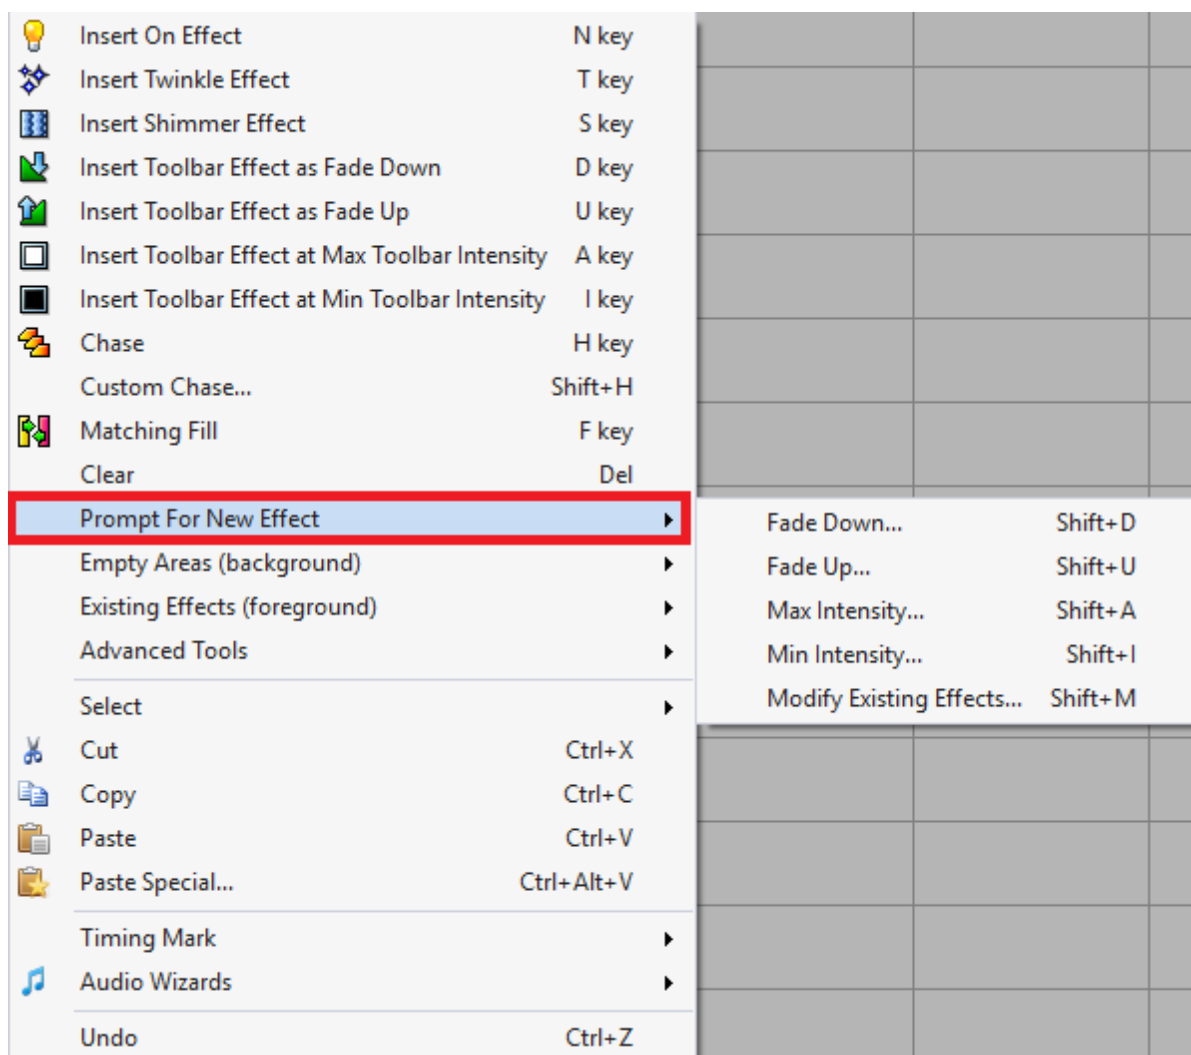 Insert On Effect N key
Insert Twinkle Effect T key
Insert Shimmer Effect S key
Insert Toolbar Effect as Fade Down D key
Insert Toolbar Effect as Fade Up U key
Insert Toolbar Effect at Max Toolbar Intensity A key
Insert Toolbar Effect at Min Toolbar Intensity I key
Chase H key
Custom Chase... Shift+H
Matching Fill F key
Clear Del
Prompt For New Effect
Empty Areas (background)
Existing Effects (foreground)
Advanced Tools
Select
Cut Ctrl+X
Copy Ctrl+C
Paste Ctrl+V
Paste Special... Ctrl+Alt+V
Timing Mark
Audio Wizards
Undo Ctrl+Z
Fade Down... Shift+D
Fade Up... Shift+U
Max Intensity... Shift+A
Min Intensity... Shift+I
Modify Existing Effects... Shift+M